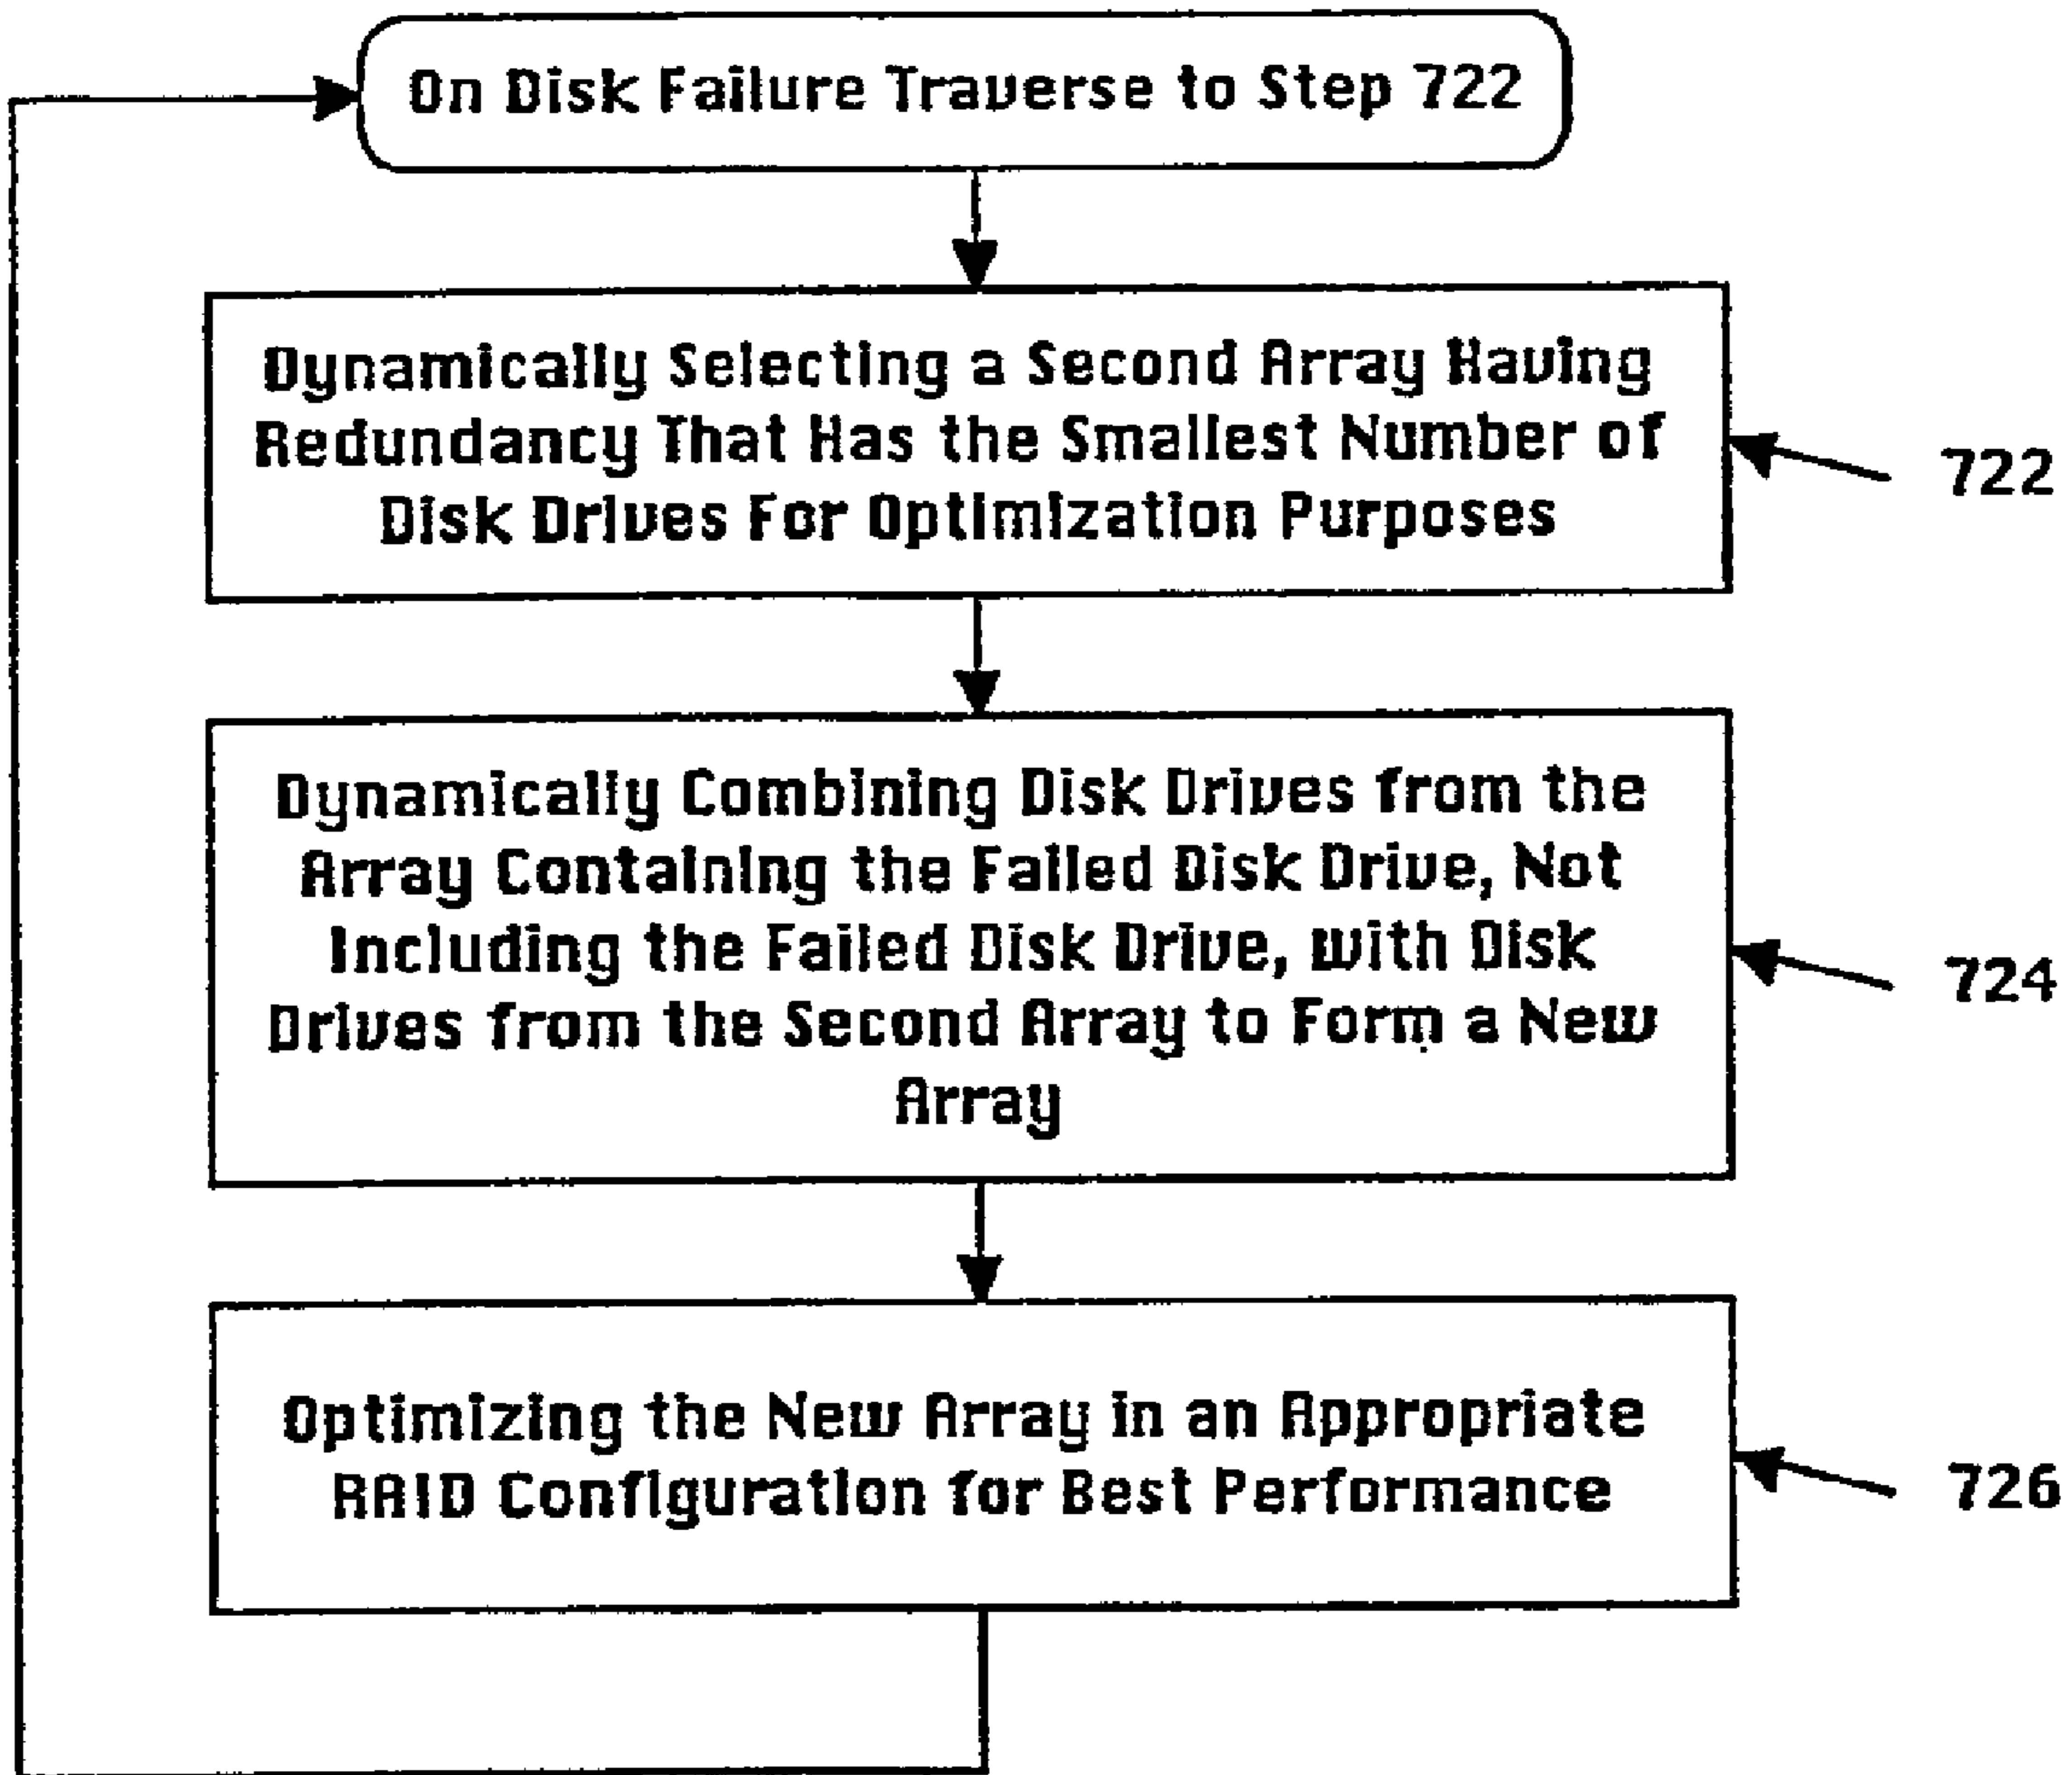 On Disk Failure Traverse to Step 722
Dynamically Selecting a Second Array Having
Redundancy That Has the Smallest Number of
Disk Drives For Optimization Purposes
722
Dynamically Combining Disk Drives from the
Array Containing the Failed Disk Drive, Not
Including the Failed Disk Drive, with Disk
Drives from the Second Array to Form a New
Array
724
Optimizing the New Array in an Appropriate
RAID Configuration for Best Performance
726